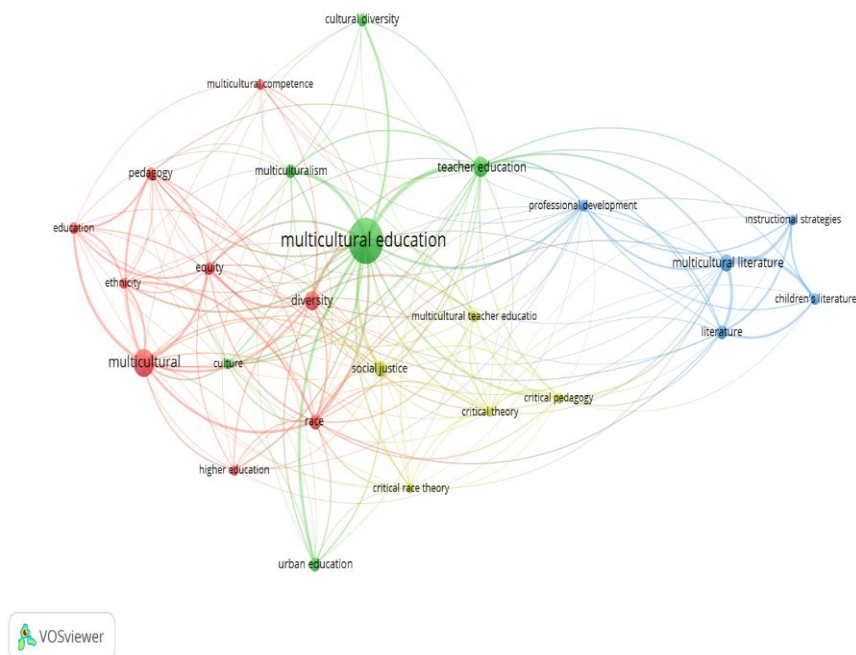 cultural diversity
multicultural competence
teacher education
multiculturalism
pedagogy
professional development
instructional strategies
education
multicultural education
multicultural literature
equity
ethnicity
diversity
children's literature
multicultural teacher educatio
literature
multicultural
culture
social justice
critical pedagogy
critical theory
race
higher education
critical race theory
urban education
VOSviewer